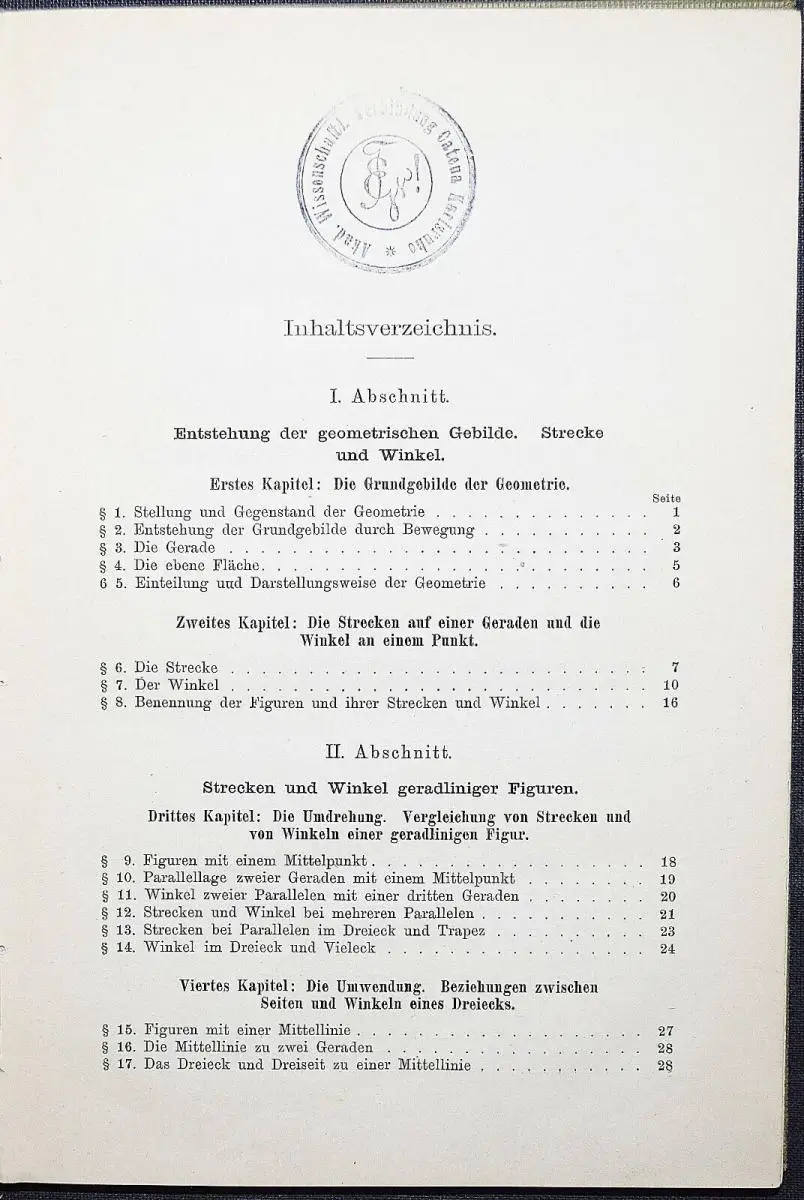 Akad. Wissenschaftl. Verbindung Catena Karlsruhe *
Inhaltsverzeichnis.
I. Abschnitt.
Entstehung der geometrischen Gebilde. Strecke
und Winkel.
Erstes Kapitel: Die Grundgebilde der Geometrie.
Seite
§ 1. Stellung und Gegenstand der Geometrie . . . . . . . . . . . . 1
§ 2. Entstehung der Grundgebilde durch Bewegung . . . . . . . . . . 2
§ 3. Die Gerade . . . . . . . . . . . . . . . . . . . . . . . . 3
§ 4. Die ebene Fläche. . . . . . . . . . . . . . . . . . . . . . 5
6 5. Einteilung und Darstellungsweise der Geometrie . . . . . . . . . 6
Zweites Kapitel: Die Strecken auf einer Geraden und die
Winkel an einem Punkt.
§ 6. Die Strecke . . . . . . . . . . . . . . . . . . . . . . . . 7
§ 7. Der Winkel . . . . . . . . . . . . . . . . . . . . . . . . 10
§ 8. Benennung der Figuren und ihrer Strecken und Winkel . . . . . . . 16
II. Abschnitt.
Strecken und Winkel geradliniger Figuren.
Drittes Kapitel: Die Umdrehung. Vergleichung von Strecken und
von Winkeln einer geradlinigen Figur.
§ 9. Figuren mit einem Mittelpunkt . . . . . . . . . . . . . . . . 18
§ 10. Parallellage zweier Geraden mit einem Mittelpunkt . . . . . . . . 19
§ 11. Winkel zweier Parallelen mit einer dritten Geraden . . . . . . . . 20
§ 12. Strecken und Winkel bei mehreren Parallelen . . . . . . . . . . 21
§ 13. Strecken bei Parallelen im Dreieck und Trapez . . . . . . . . . 23
§ 14. Winkel im Dreieck und Vieleck . . . . . . . . . . . . . . . . 24
Viertes Kapitel: Die Umwendung. Beziehungen zwischen
Seiten und Winkeln eines Dreiecks.
§ 15. Figuren mit einer Mittellinie . . . . . . . . . . . . . . . . . 27
§ 16. Die Mittellinie zu zwei Geraden . . . . . . . . . . . . . . . . 28
§ 17. Das Dreieck und Dreiseit zu einer Mittellinie . . . . . . . . . . 28